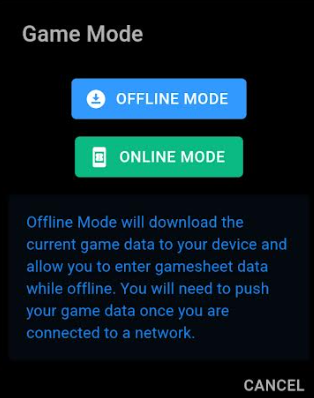 Game Mode
OFFLINE MODE
ONLINE MODE
Offline Mode will download the
current game data to your device and
allow you to enter gamesheet data
while offline. You will need to push
your game data once you are
connected to a network.
CANCEL